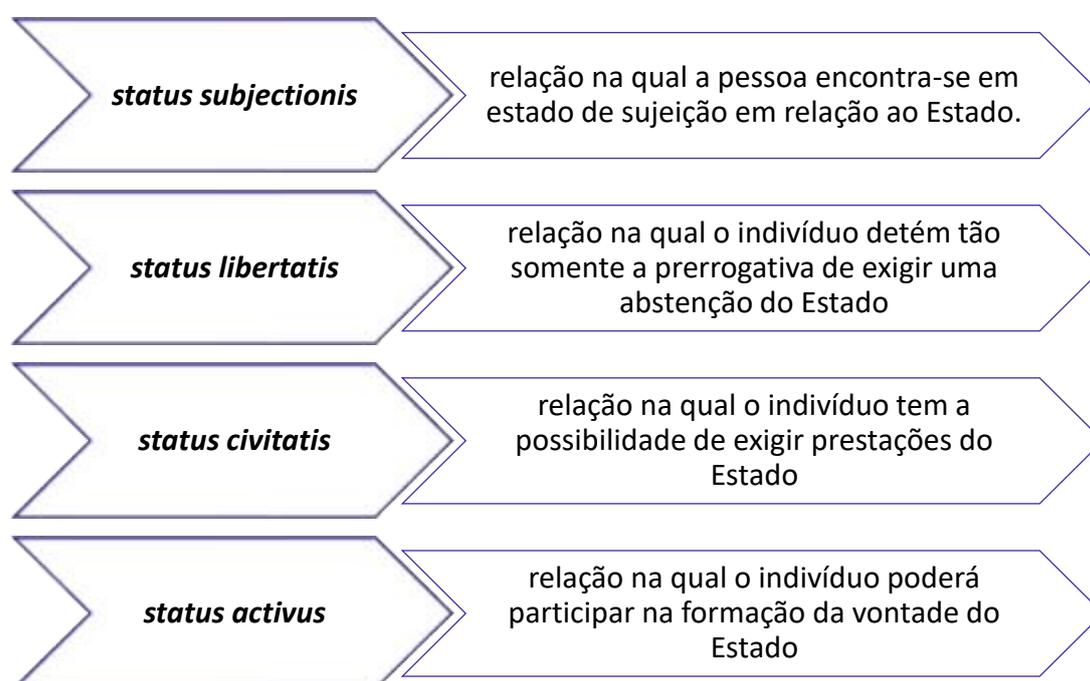 status subjectionis
relação na qual a pessoa encontra-se em
estado de sujeição em relação ao Estado.
status libertatis
relação na qual o indivíduo detém tão
somente a prerrogativa de exigir uma
abstenção do Estado
status civitatis
relação na qual o indivíduo tem a
possibilidade de exigir prestações do
Estado
status activus
relação na qual o indivíduo poderá
participar na formação da vontade do
Estado